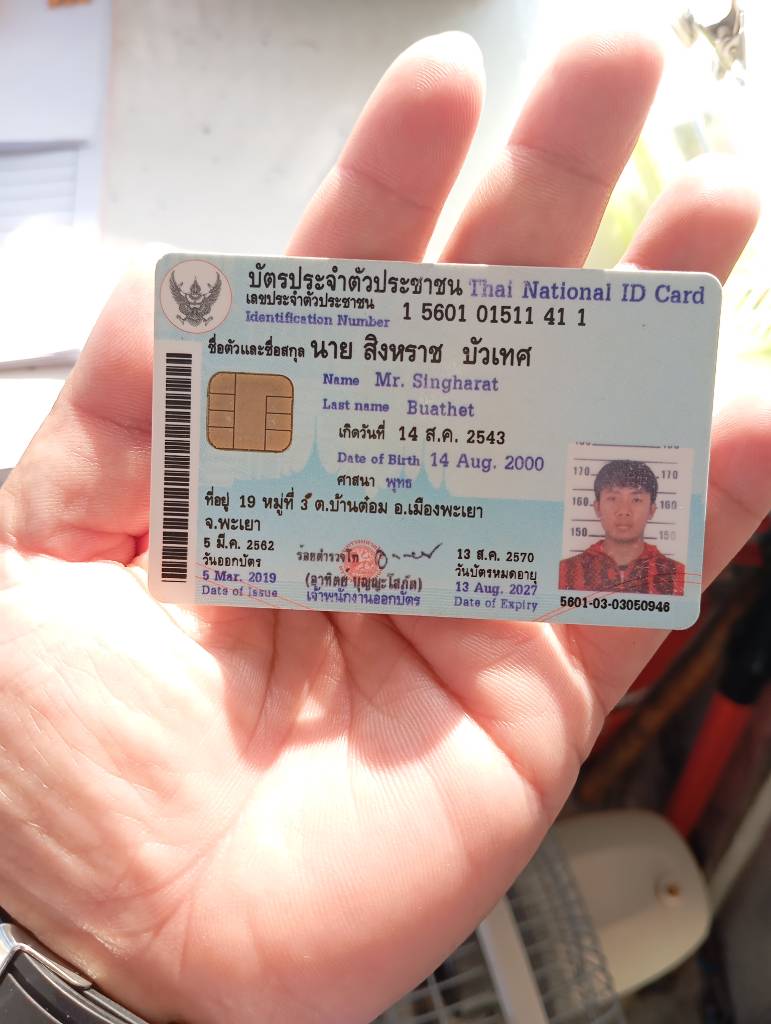 บัตรประจำตัวประชาชน Thai National ID Card
เลขประจำตัวประชาชน
Identification Number 1 5601 01511 41 1
ชื่อตัวและชื่อสกุล นาย สิงหราช บัวเทศ
Name Mr. Singharat
Last name Buathet
เกิดวันที่ 14 ส.ค. 2543
Date of Birth 14 Aug. 2000
ศาสนา พุทธ
ที่อยู่ 19 หมู่ที่ 3 ต.บ้านต๋อม อ.เมืองพะเยา
จ.พะเยา
5 มี.ค. 2562
วันออกบัตร
5 Mar. 2019
Date of Issue
ร้อยตำรวจโท
(อาทิตย์ บุญญะโสภัต)
เจ้าพนักงานออกบัตร
13 ส.ค. 2570
วันบัตรหมดอายุ
13 Aug. 2027
Date of Expiry
170 170
160 160
150 150
5601-03-03050946